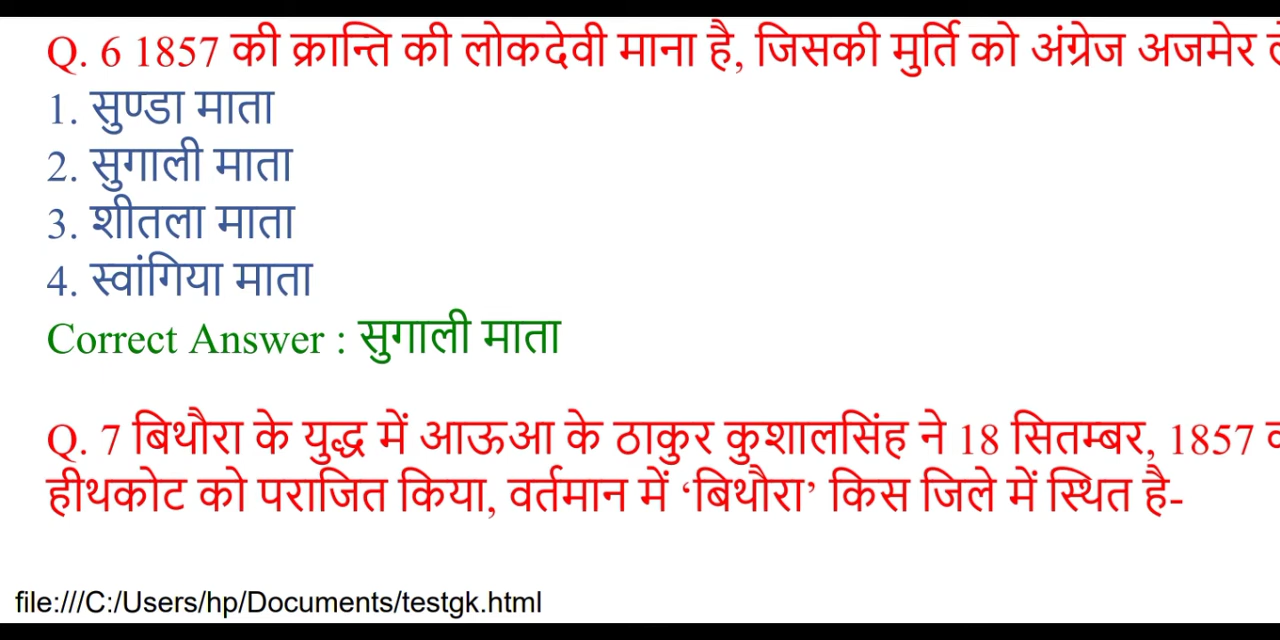 Q. 6 1857 की क्रान्ति की लोकदेवी माना है, जिसकी मुर्ति को अंग्रेज अजमेर
1. सुण्डा माता
2. सुगाली माता
3. शीतला माता
4. स्वांगिया माता
Correct Answer : सुगाली माता
Q. 7 बिथौरा के युद्ध में आऊआ के ठाकुर कुशालसिंह ने 18 सितम्बर, 1857
हीथकोट को पराजित किया, वर्तमान में ‘बिथौरा’ किस जिले में स्थित है-
file:///C:/Users/hp/Documents/testgk.html